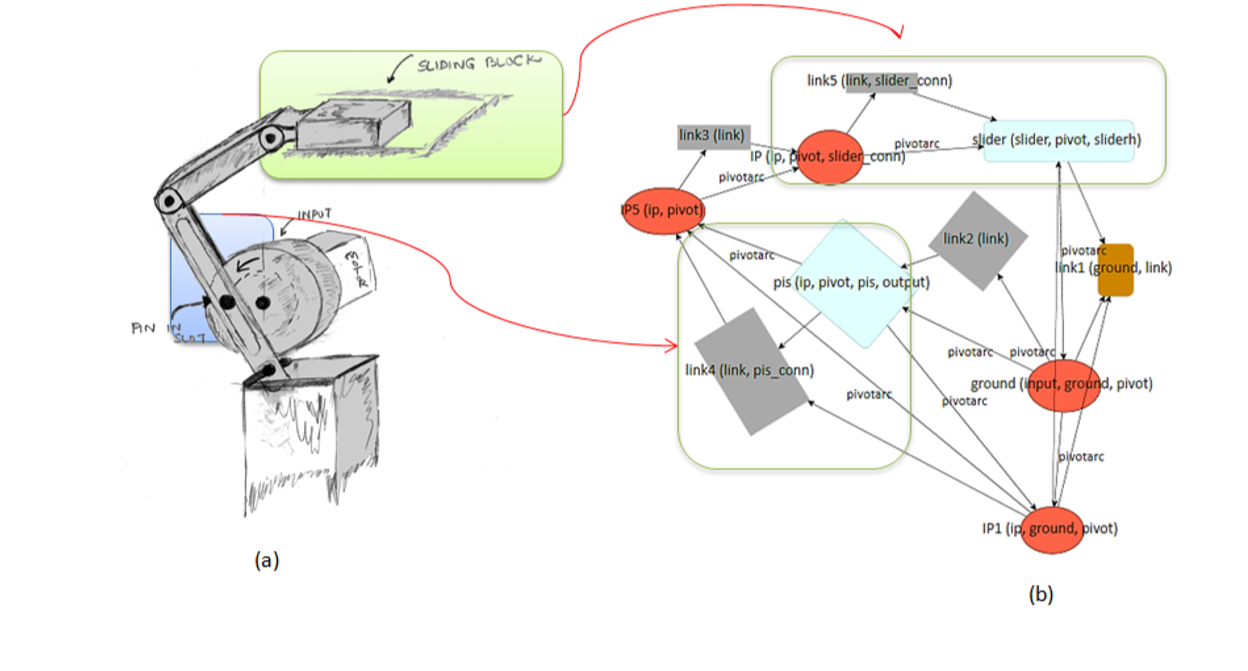 SLIDING BLOCK
INPUT
MOTOR
PIN IN
SLOT
(a)
link5 (link, slider_conn)
link3 (link)
IP (ip, pivot, slider_conn)
pivotarc
slider (slider, pivot, sliderh)
pivotarc
IP5 (ip, pivot)
link2 (link)
pivotarc
pivotarc
link1 (ground, link)
pis (ip, pivot, pis, output)
pivotarc
pivotarc
link4 (link, pis_conn)
ground (input, ground, pivot)
pivotarc
pivotarc
pivotarc
IP1 (ip, ground, pivot)
(b)